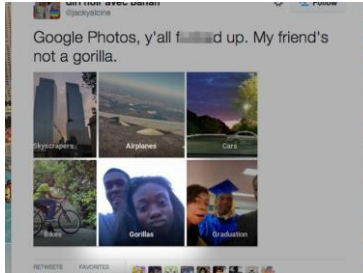 @jackyalcine
Follow
Google Photos, y'all f d up. My friend's
not a gorilla.
Skyscrapers
Airplanes
Cars
Bikes
Gorillas
Graduation
RETWEETS FAVORITES